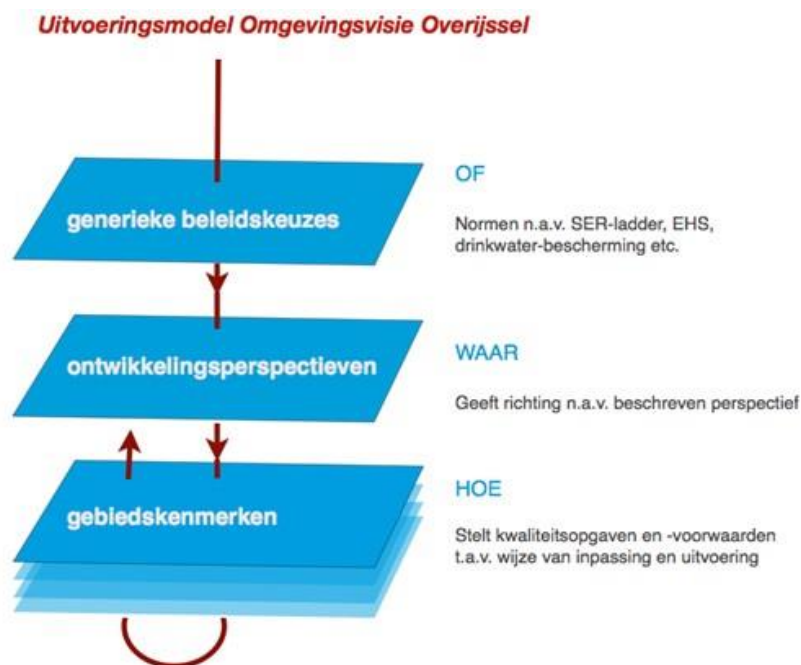 Uitvoeringsmodel Omgevingsvisie Overijssel
generieke beleidskeuzes
OF
Normen n.a.v. SER-ladder, EHS,
drinkwater-bescherming etc.
ontwikkelingsperspectieven
WAAR
Geeft richting n.a.v. beschreven perspectief
gebiedskenmerken
HOE
Stelt kwaliteitsopgaven en -voorwaarden
t.a.v. wijze van inpassing en uitvoering